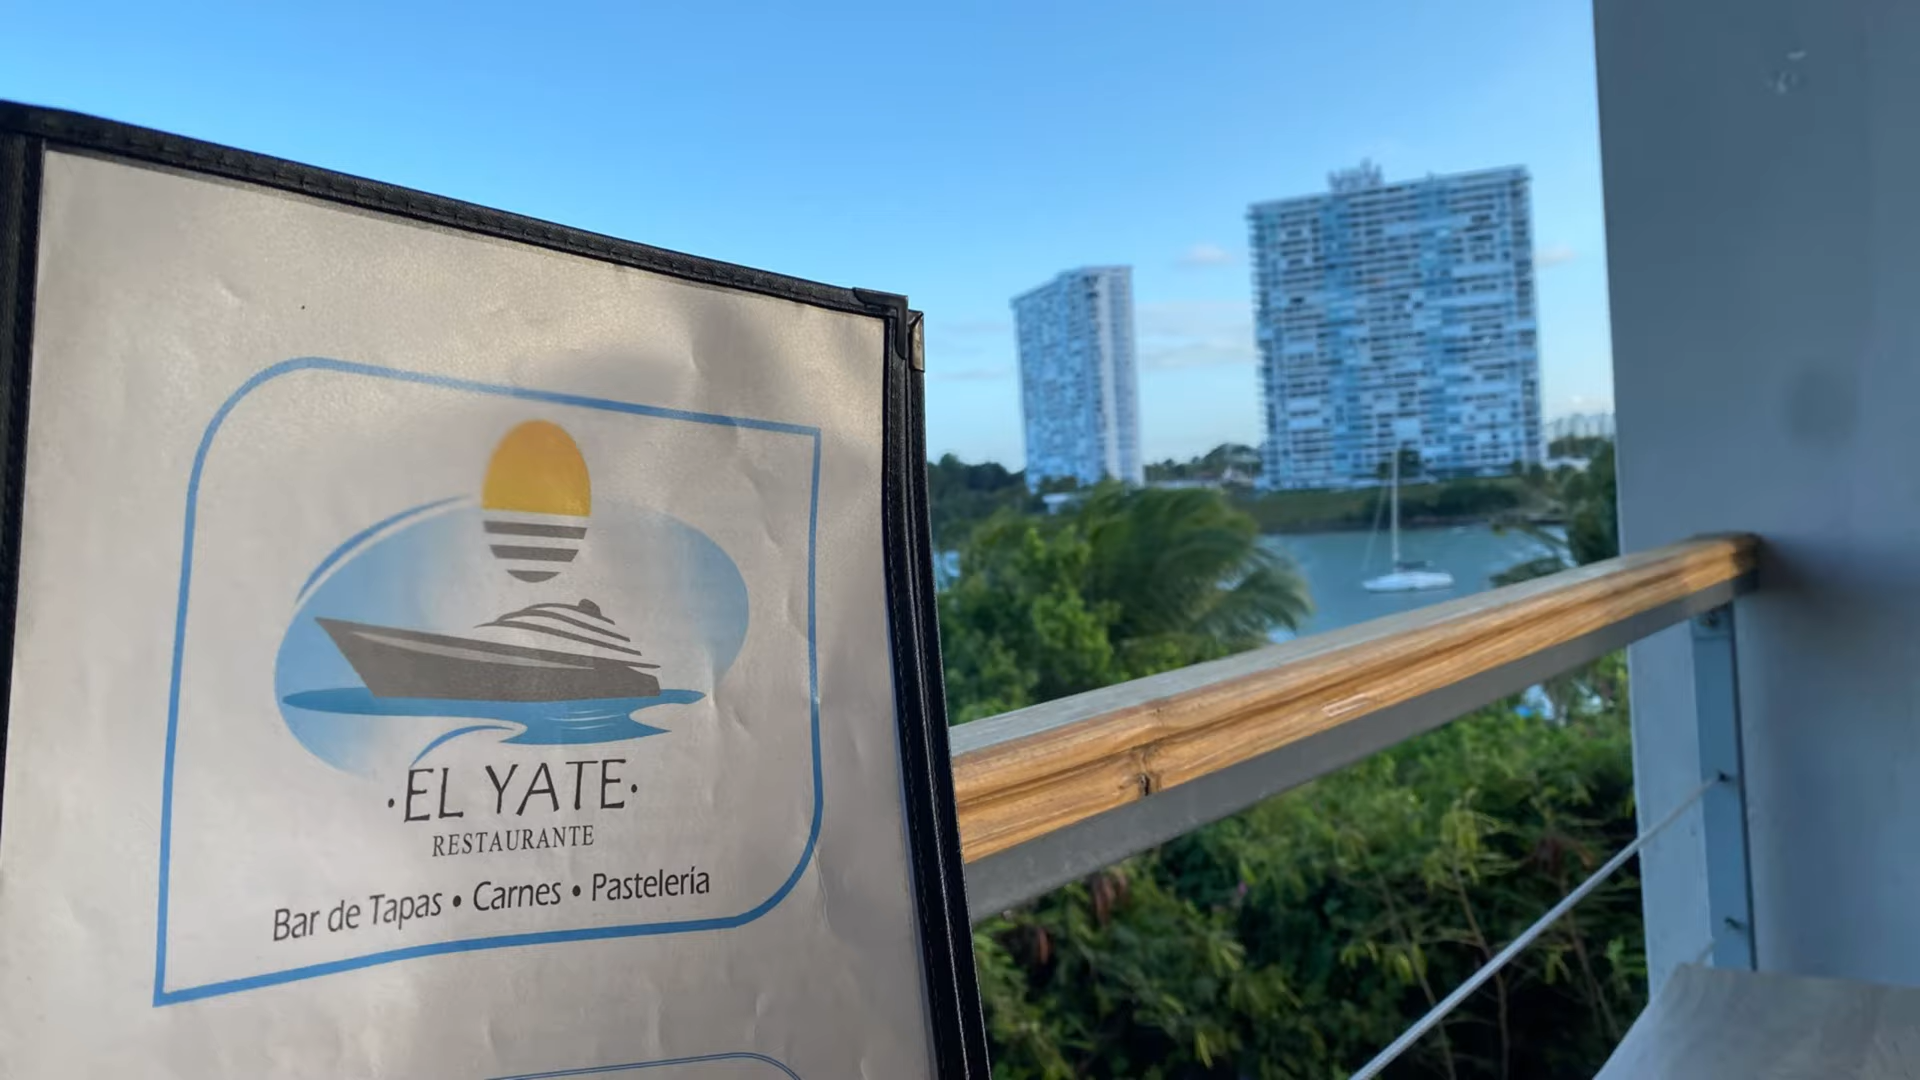 ·EL YATE·
RESTAURANTE
Bar de Tapas • Carnes • Pastelería